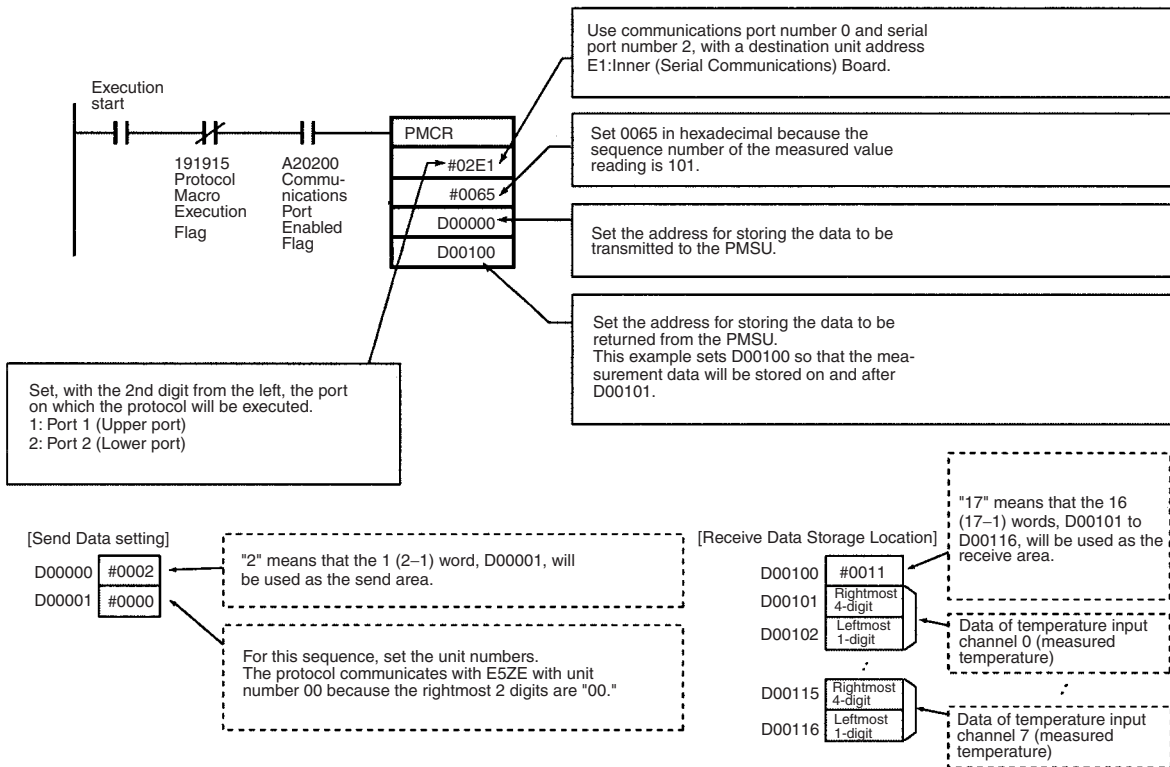 Use communications port number 0 and serial
port number 2, with a destination unit address
E1:Inner (Serial Communications) Board.
Execution
start
191915
Protocol
Macro
Execution
Flag
A20200
Commu-
nications
Port
Enabled
Flag
PMCR
#02E1
#0065
D00000
D00100
Set 0065 in hexadecimal because the
sequence number of the measured value
reading is 101.
Set the address for storing the data to be
transmitted to the PMSU.
Set the address for storing the data to be
returned from the PMSU.
This example sets D00100 so that the mea-
surement data will be stored on and after
D00101.
Set, with the 2nd digit from the left, the port
on which the protocol will be executed.
1: Port 1 (Upper port)
2: Port 2 (Lower port)
[Send Data setting]
D00000 #0002
D00001 #0000
"2" means that the 1 (2–1) word, D00001, will
be used as the send area.
For this sequence, set the unit numbers.
The protocol communicates with E5ZE with unit
number 00 because the rightmost 2 digits are "00."
[Receive Data Storage Location]
"17" means that the 16
(17–1) words, D00101 to
D00116, will be used as the
receive area.
D00100 #0011
D00101 Rightmost
4-digit
D00102 Leftmost
1-digit
Data of temperature input
channel 0 (measured
temperature)
D00115 Rightmost
4-digit
D00116 Leftmost
1-digit
Data of temperature input
channel 7 (measured
temperature)